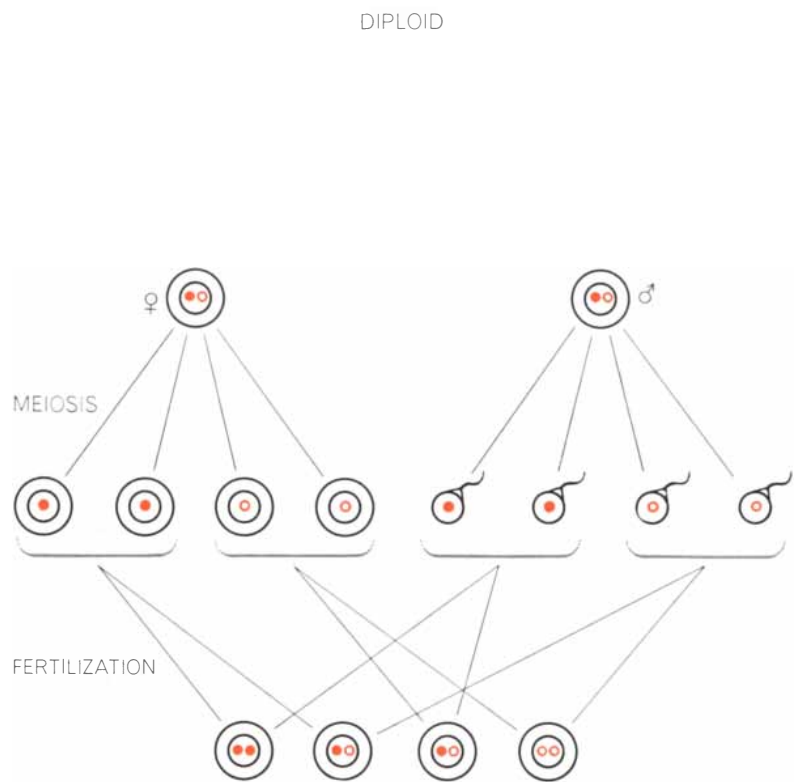 DIPLOID
♀
♂
MEIOSIS
FERTILIZATION